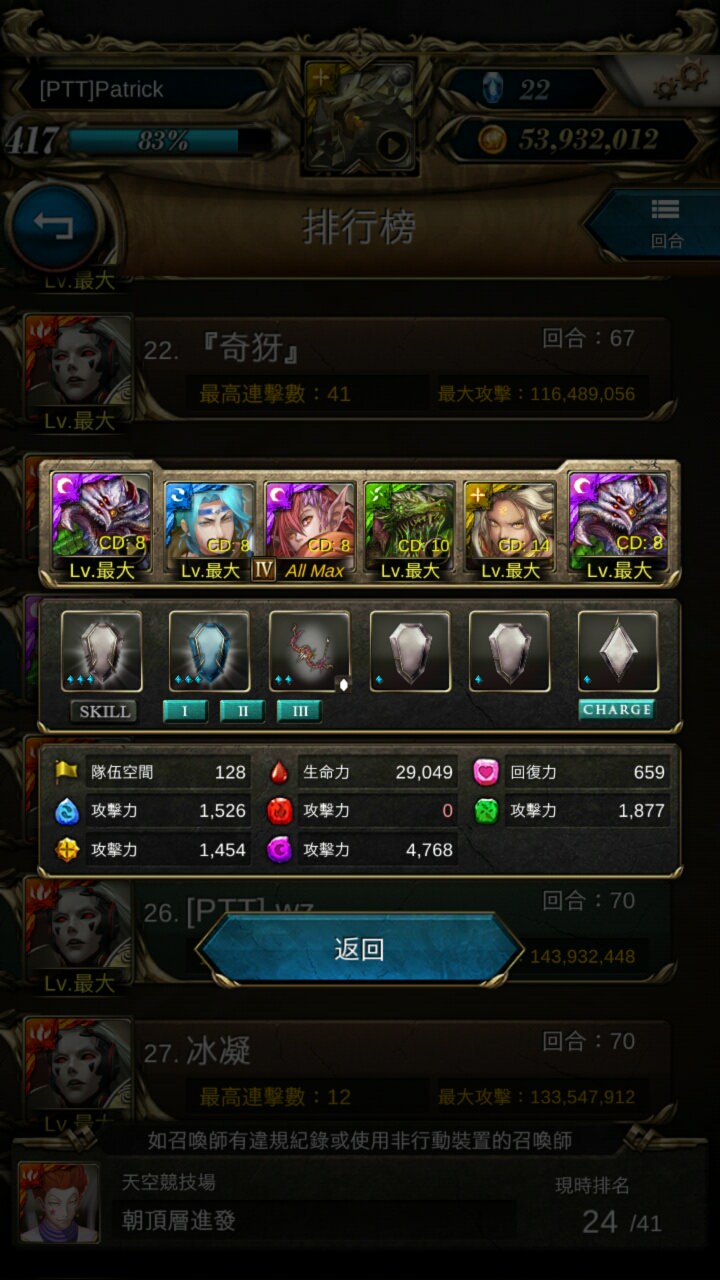 [PTT]Patrick
22
417
83%
53,932,012
排行榜
回合
Lv.最大
22. 『奇犽』
回合：67
最高連擊數：41
最大攻擊：116,489,056
Lv.最大
CD: 8
CD: 8
CD: 8
CD: 10
CD: 14
CD: 8
Lv.最大
Lv.最大
IV All Max
Lv.最大
Lv.最大
Lv.最大
SKILL
I
II
III
CHARGE
隊伍空間 128
生命力 29,049
回復力 659
攻擊力 1,526
攻擊力 0
攻擊力 1,877
攻擊力 1,454
攻擊力 4,768
26. [PTT]
回合：70
143,932,448
Lv.最大
返回
27. 冰凝
回合：70
最高連擊數：12
最大攻擊：133,547,912
Lv.最大
如召喚師有違規紀錄或使用非行動裝置的召喚師
天空競技場
現時排名
朝頂層進發
24 /41